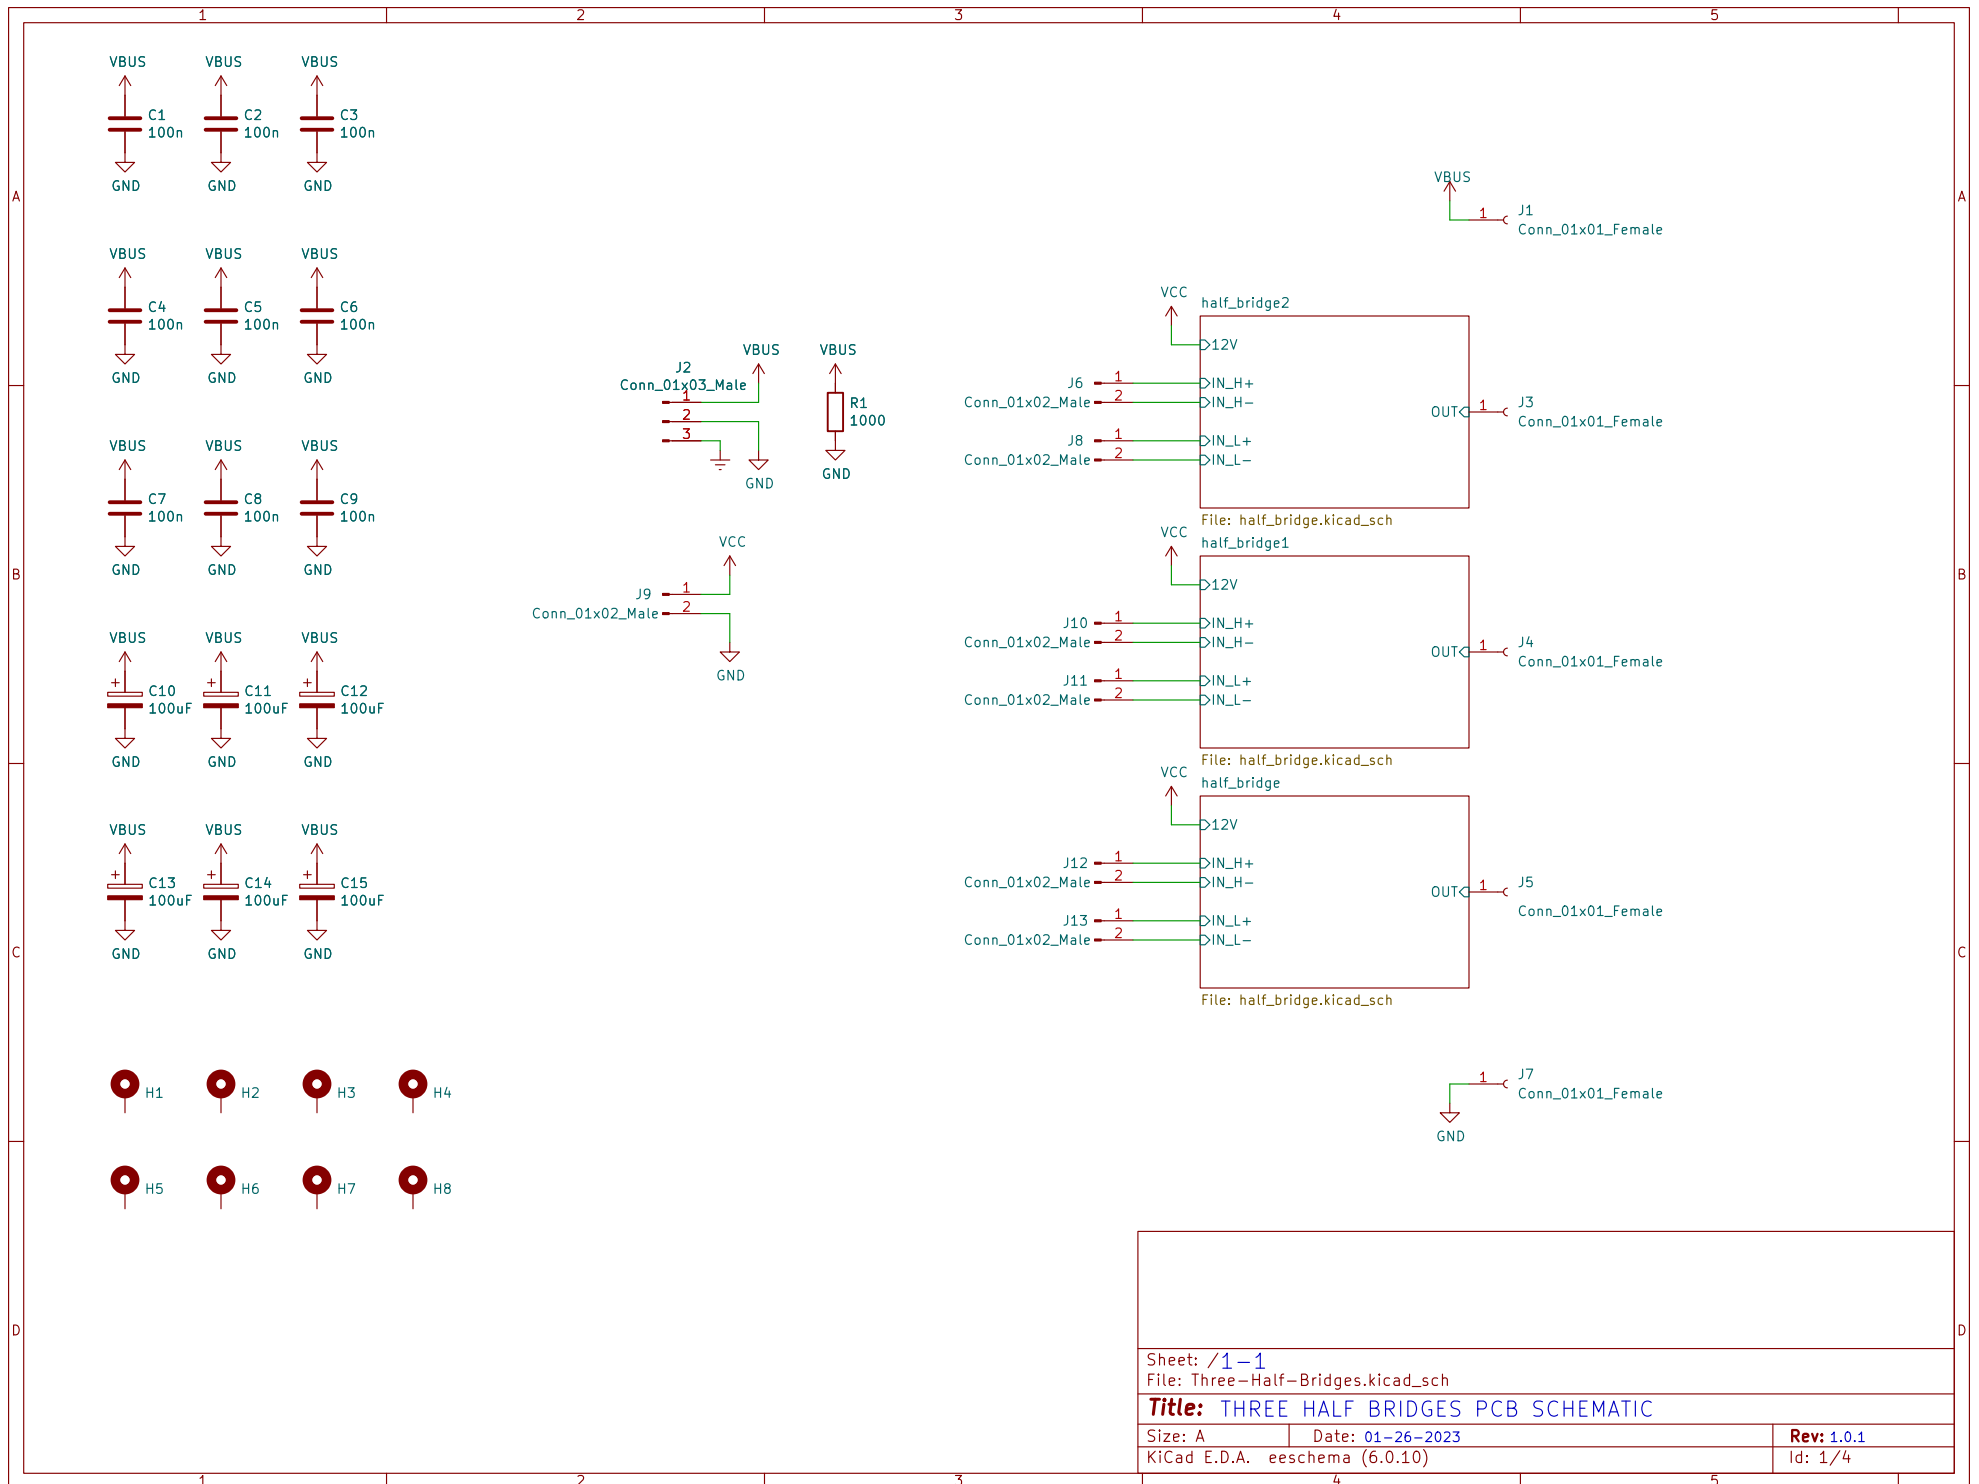 1 2 3 4 5
VBUS VBUS VBUS
C1 C2 C3
100n 100n 100n
GND GND GND
VBUS
A A
J1
1
Conn_01x01_Female
VBUS VBUS VBUS
C4 C5 C6
100n 100n 100n
GND GND GND
VCC
half_bridge2
12V
IN_H+
IN_H-
IN_L+
IN_L-
OUT
File: half_bridge.kicad_sch
J6 1
Conn_01x02_Male 2
J8 1
Conn_01x02_Male 2
1 J3
Conn_01x01_Female
J2
Conn_01x03_Male
1
2
3
VBUS
GND
VBUS
R1
1000
GND
VBUS VBUS VBUS
C7 C8 C9
100n 100n 100n
GND GND GND
VCC
J9 1
Conn_01x02_Male 2
GND
B B
VCC
half_bridge1
12V
IN_H+
IN_H-
IN_L+
IN_L-
OUT
File: half_bridge.kicad_sch
J10 1
Conn_01x02_Male 2
J11 1
Conn_01x02_Male 2
1 J4
Conn_01x01_Female
VBUS VBUS VBUS
+ + +
C10 C11 C12
100uF 100uF 100uF
GND GND GND
VCC
half_bridge
12V
IN_H+
IN_H-
IN_L+
IN_L-
OUT
File: half_bridge.kicad_sch
J12 1
Conn_01x02_Male 2
J13 1
Conn_01x02_Male 2
1 J5
Conn_01x01_Female
VBUS VBUS VBUS
+ + +
C13 C14 C15
100uF 100uF 100uF
GND GND GND
C C
H1 H2 H3 H4
1 J7
Conn_01x01_Female
GND
H5 H6 H7 H8
D D
Sheet: /1-1
File: Three-Half-Bridges.kicad_sch
Title: THREE HALF BRIDGES PCB SCHEMATIC
Size: A Date: 01-26-2023 Rev: 1.0.1
KiCad E.D.A. eeschema (6.0.10) Id: 1/4
1 2 3 4 5